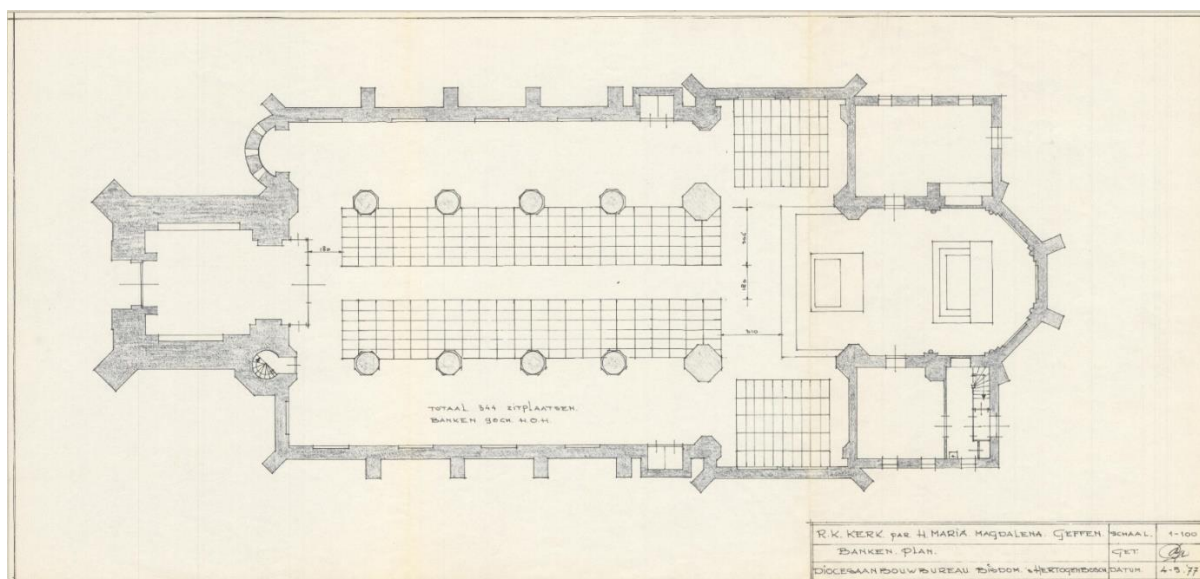 180
180
310
TOTAAL 344 ZITPLAATSEN.
BANKEN 90CM. H.O.H.
R.K. KERK PAR H. MARIA MAGDALENA. GEFFEN. SCHAAL. 1-100
BANKEN PLAN. GET
DIOCESAAN BOUWBUREAU BISDOM. 'S HERTOGENBOSCH DATUM. 4-5.'77